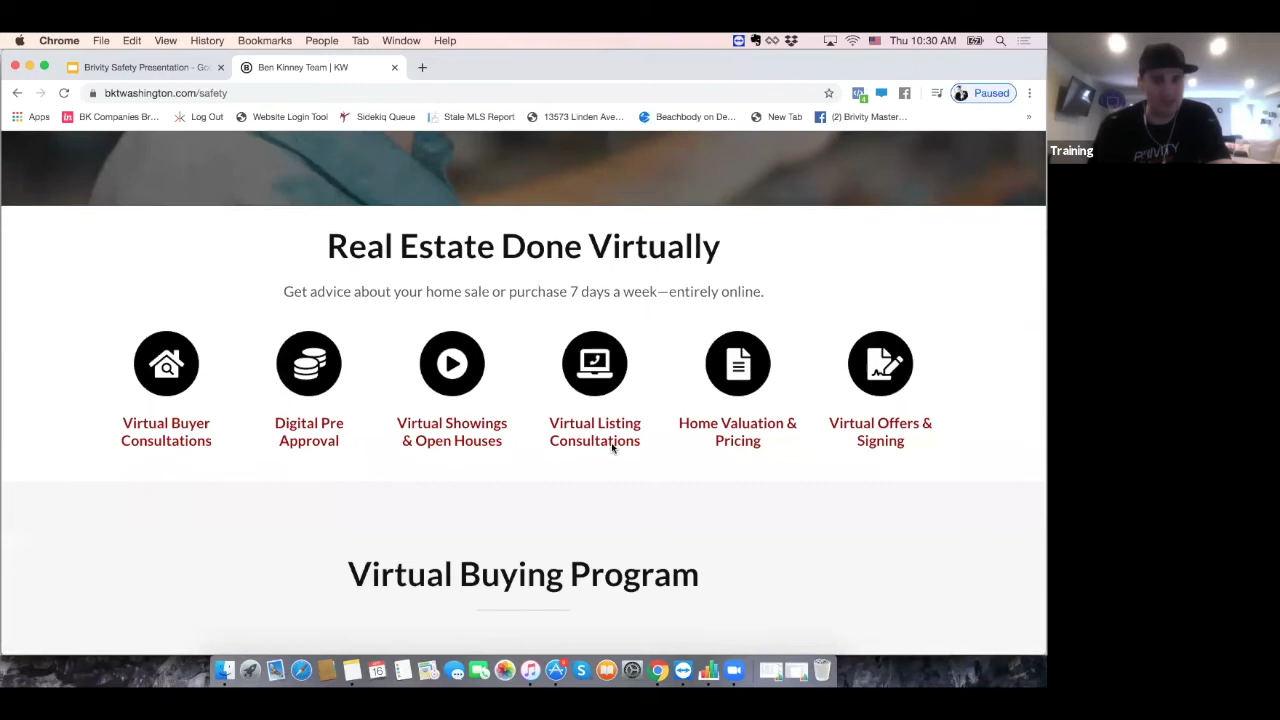 Chrome File Edit View History Bookmarks People Tab Window Help Thu 10:30 AM
Brivity Safety Presentation - Go
Ben Kinney Team | KW
bktwashington.com/safety
4
Paused
Apps BK Companies Br... Log Out Website Login Tool Sidekiq Queue Stale MLS Report 13573 Linden Ave... Beachbody on De... New Tab (2) Brivity Master... »
Training
BRIVITY
Real Estate Done Virtually
Get advice about your home sale or purchase 7 days a week—entirely online.
Virtual Buyer Consultations
Digital Pre Approval
Virtual Showings & Open Houses
Virtual Listing Consultations
Home Valuation & Pricing
Virtual Offers & Signing
Virtual Buying Program
16